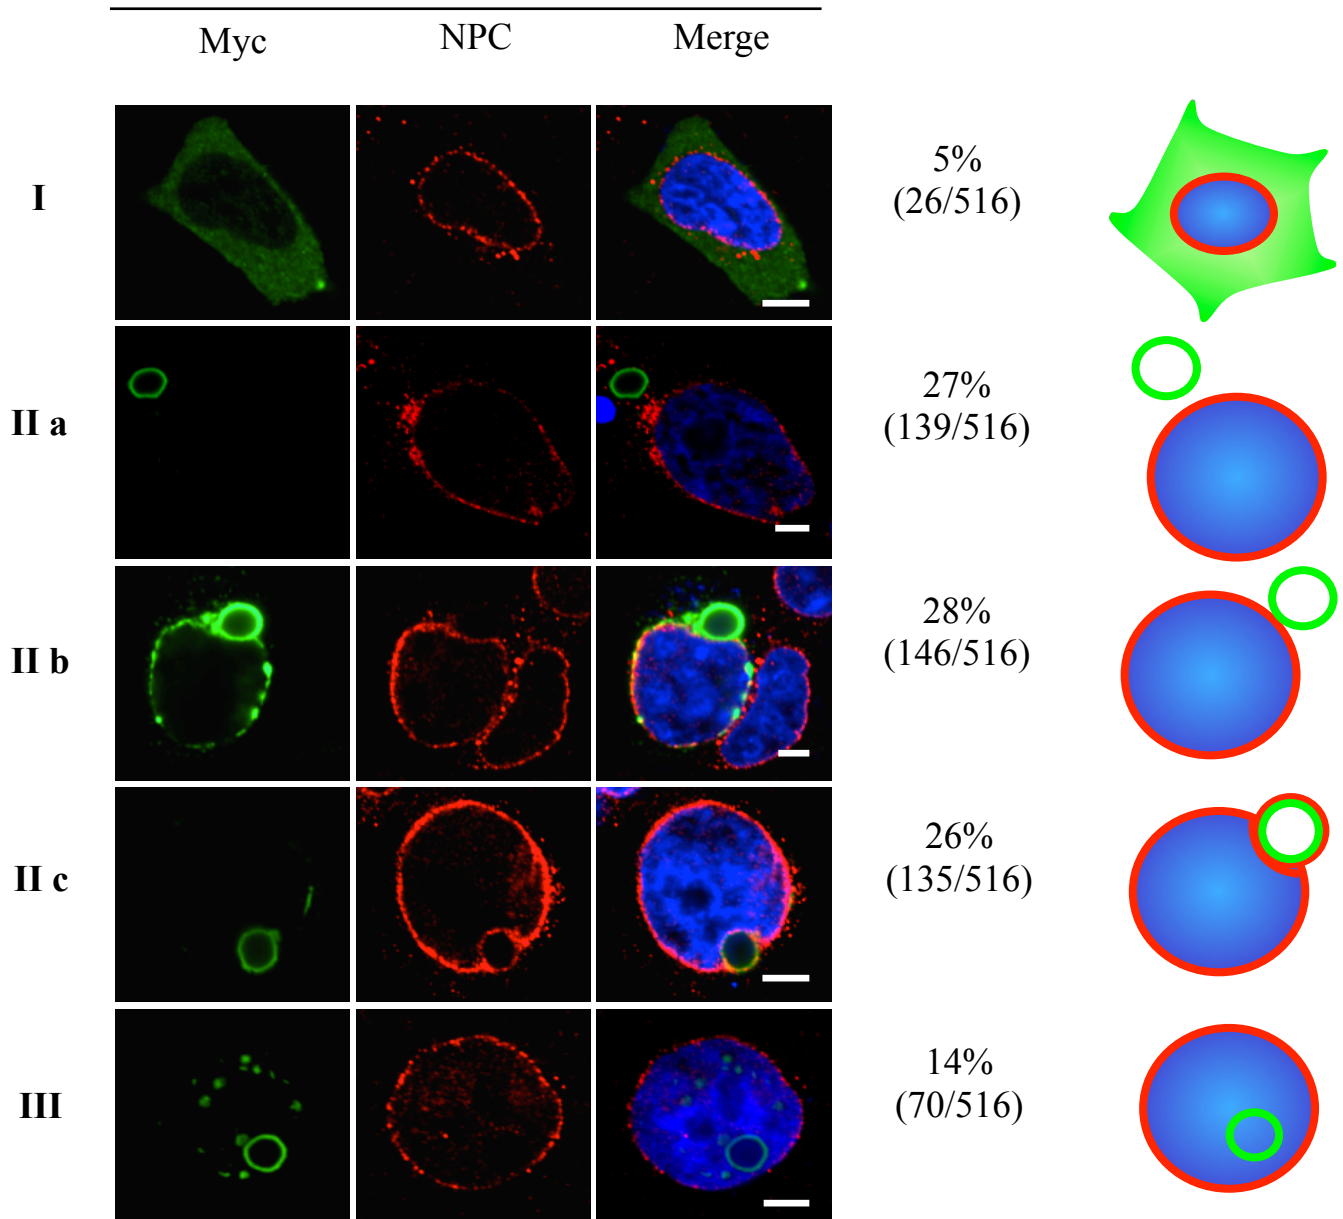 Myc NPC Merge
I
5%
(26/516)
II a
27%
(139/516)
II b
28%
(146/516)
II c
26%
(135/516)
III
14%
(70/516)